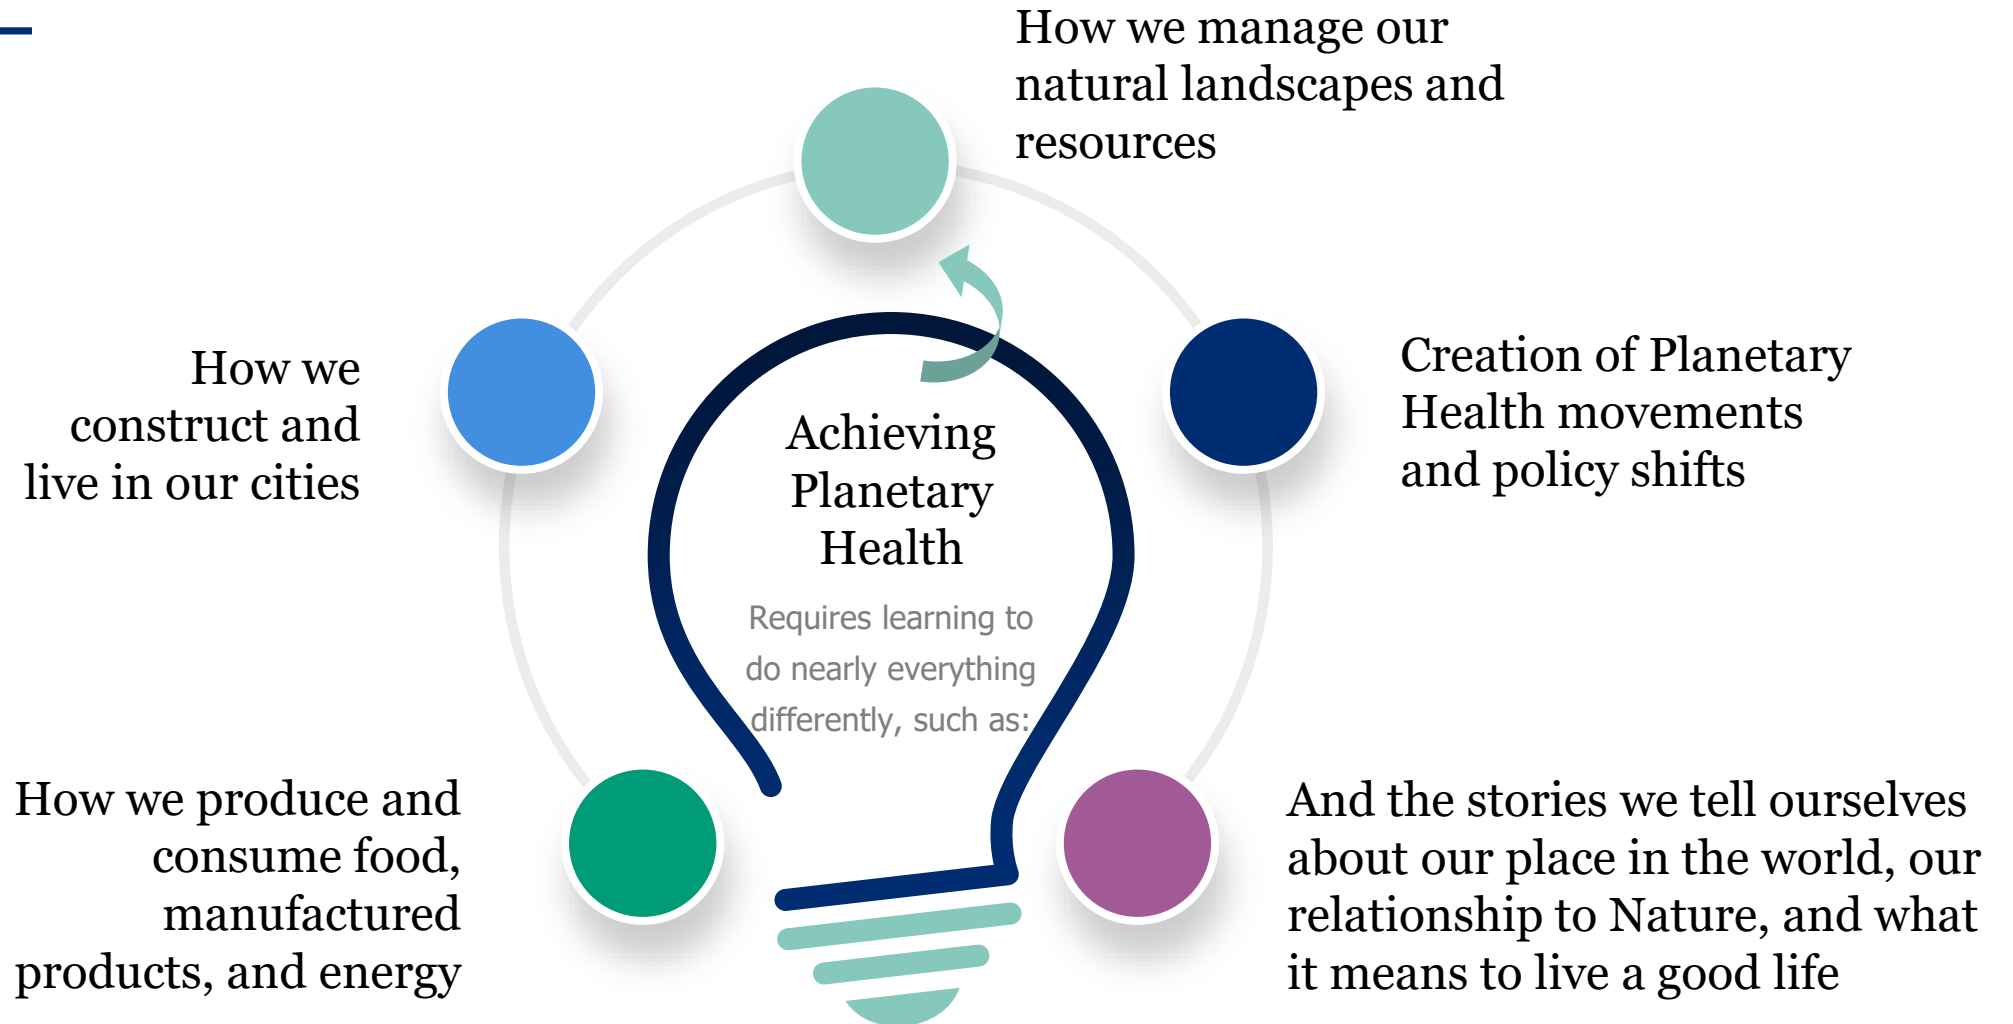 How we manage our
natural landscapes and
resources
How we
construct and
live in our cities
Creation of Planetary
Health movements
and policy shifts
Achieving
Planetary
Health
Requires learning to
do nearly everything
differently, such as:
How we produce and
consume food,
manufactured
products, and energy
And the stories we tell ourselves
about our place in the world, our
relationship to Nature, and what
it means to live a good life